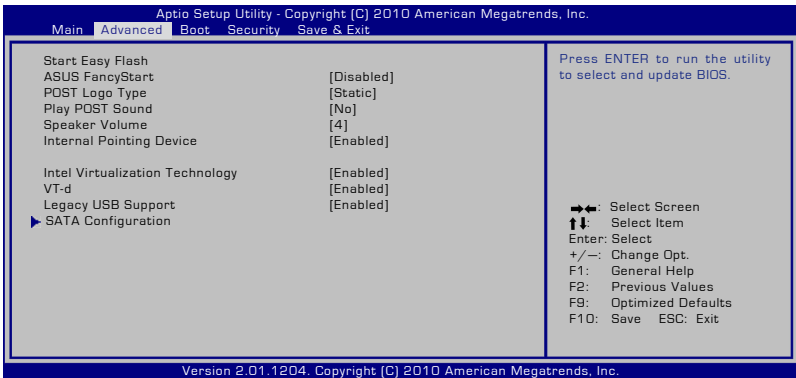 Aptio Setup Utility - Copyright (C) 2010 American Megatrends, Inc.
Main Advanced Boot Security Save & Exit
Start Easy Flash
ASUS FancyStart [Disabled]
POST Logo Type [Static]
Play POST Sound [No]
Speaker Volume [4]
Internal Pointing Device [Enabled]
Intel Virtualization Technology [Enabled]
VT-d [Enabled]
Legacy USB Support [Enabled]
SATA Configuration
Press ENTER to run the utility
to select and update BIOS.
→←: Select Screen
↑↓: Select Item
Enter: Select
+/—: Change Opt.
F1: General Help
F2: Previous Values
F9: Optimized Defaults
F10: Save ESC: Exit
Version 2.01.1204. Copyright (C) 2010 American Megatrends, Inc.